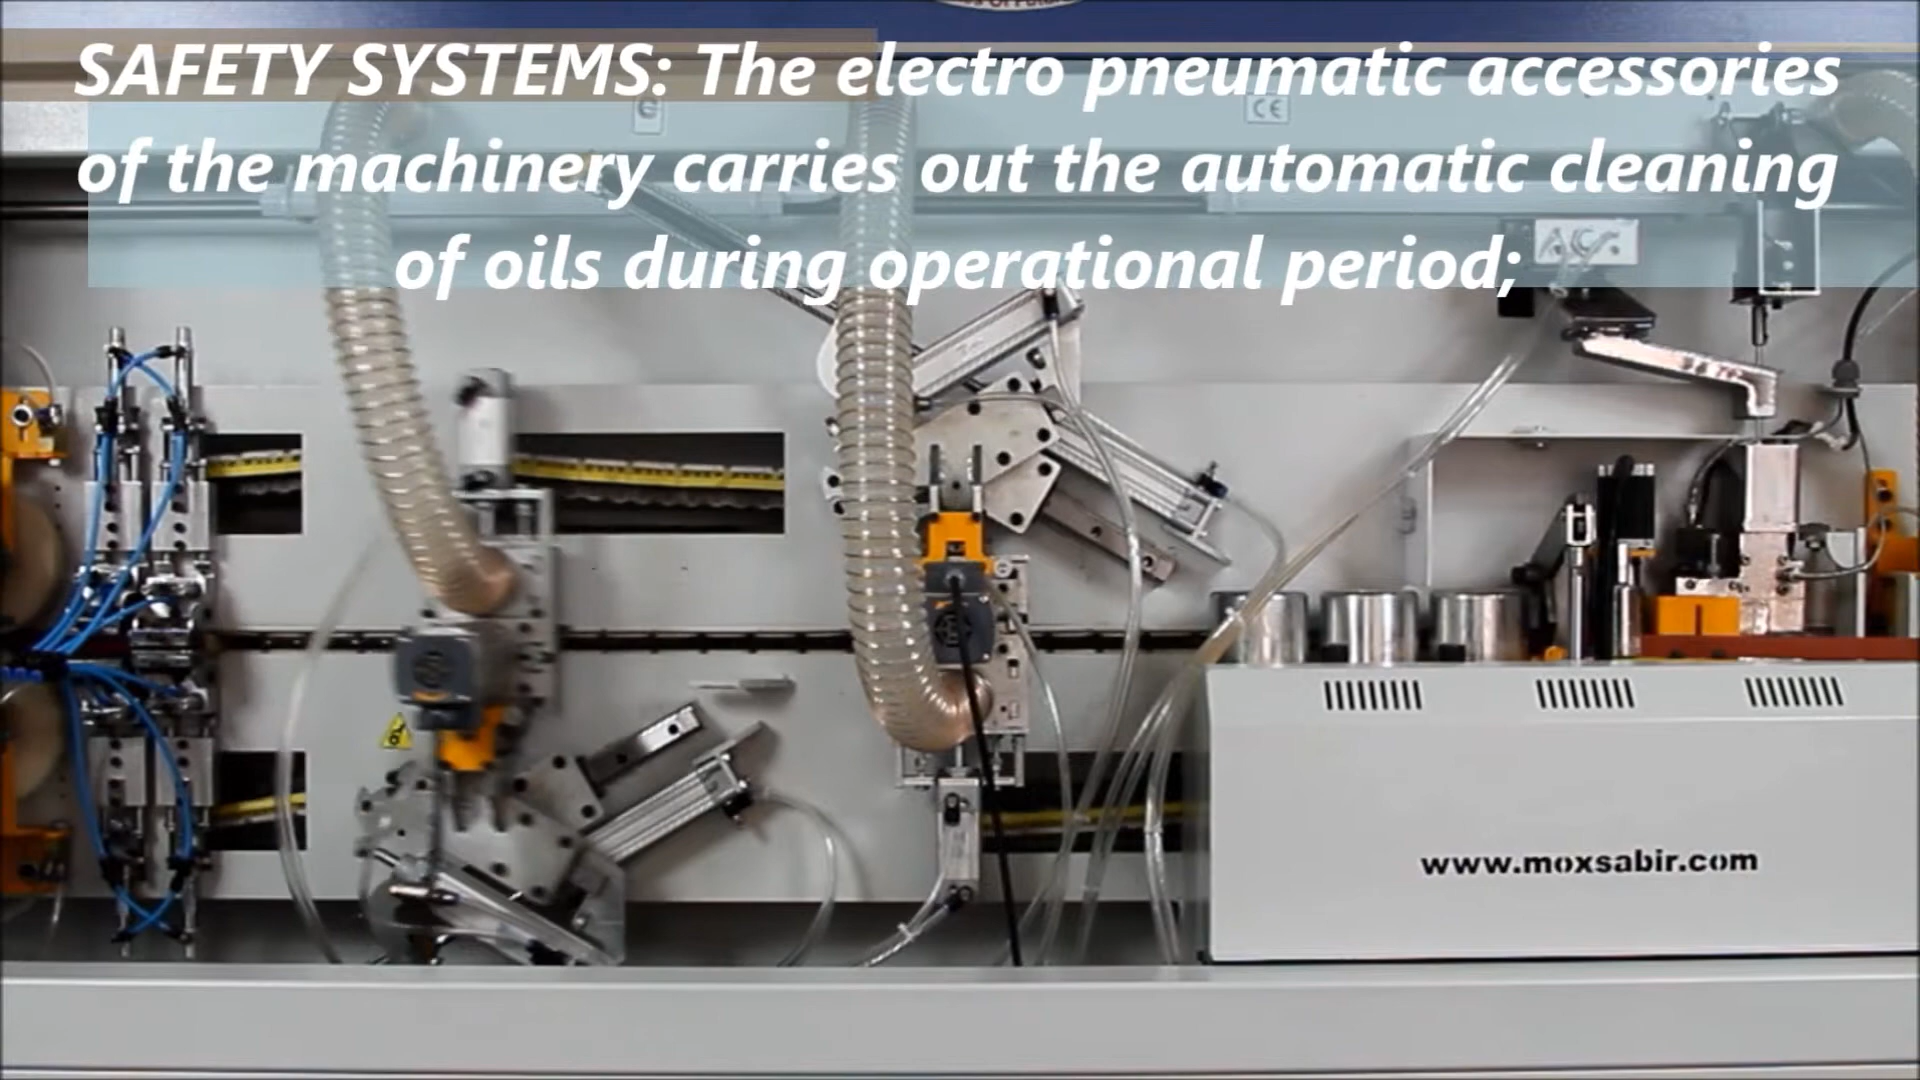 SAFETY SYSTEMS: The electro pneumatic accessories
of the machinery carries out the automatic cleaning
of oils during operational period;
CE
www.moxsabir.com